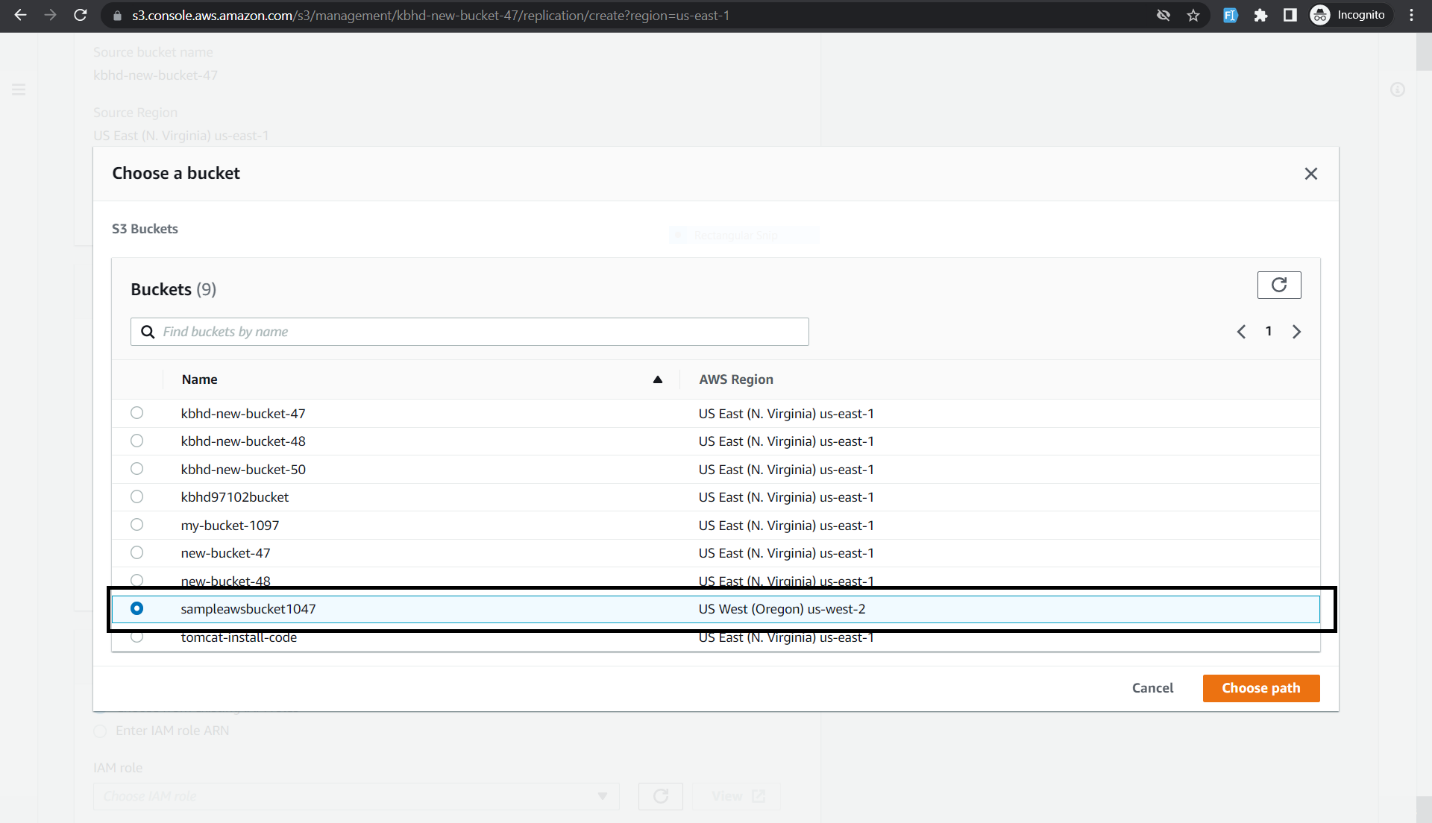 s3.console.aws.amazon.com/s3/management/kbhd-new-bucket-47/replication/create?region=us-east-1
Incognito
Source bucket name
kbhd-new-bucket-47
Source Region
US East (N. Virginia) us-east-1
Choose a bucket
S3 Buckets
Rectangular Snip
Buckets (9)
Find buckets by name
1
Name AWS Region
kbhd-new-bucket-47 US East (N. Virginia) us-east-1
kbhd-new-bucket-48 US East (N. Virginia) us-east-1
kbhd-new-bucket-50 US East (N. Virginia) us-east-1
kbhd97102bucket US East (N. Virginia) us-east-1
my-bucket-1097 US East (N. Virginia) us-east-1
new-bucket-47 US East (N. Virginia) us-east-1
new-bucket-48 US East (N. Virginia) us-east-1
sampleawsbucket1047 US West (Oregon) us-west-2
tomcat-install-code US East (N. Virginia) us-east-1
Cancel Choose path
Enter IAM role ARN
IAM role
Choose IAM role View